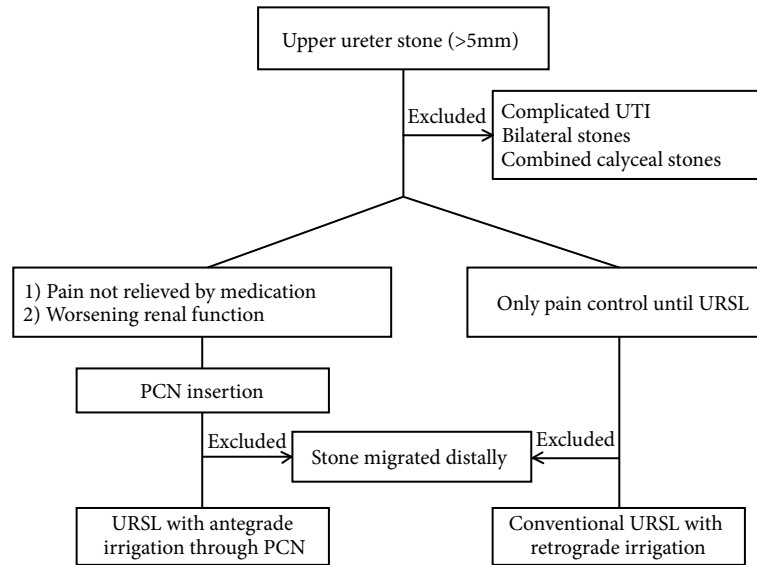 Upper ureter stone (>5mm)
Excluded
Complicated UTI
Bilateral stones
Combined calyceal stones
1) Pain not relieved by medication
2) Worsening renal function
Only pain control until URSL
PCN insertion
Excluded
Stone migrated distally
Excluded
URSL with antegrade
irrigation through PCN
Conventional URSL with
retrograde irrigation